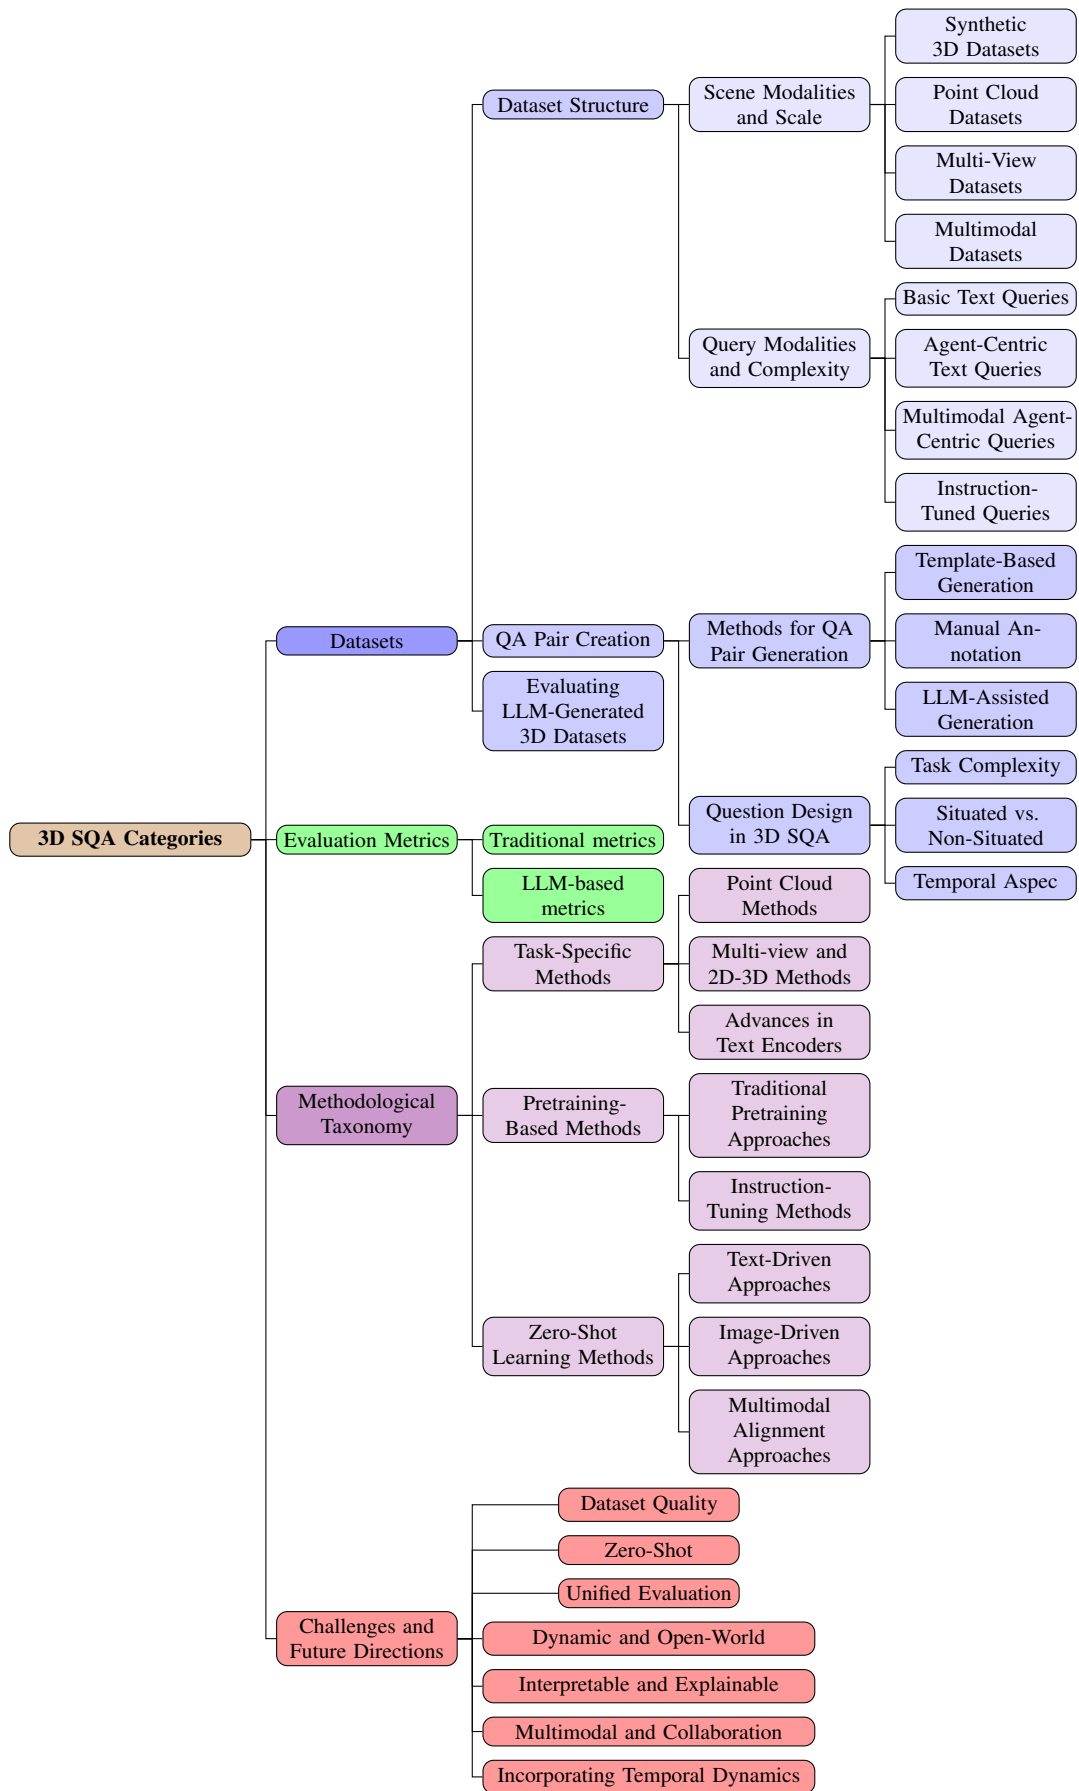 3D SQA Categories
Datasets
Dataset Structure
Scene Modalities
and Scale
Synthetic
3D Datasets
Point Cloud
Datasets
Multi-View
Datasets
Multimodal
Datasets
Query Modalities
and Complexity
Basic Text Queries
Agent-Centric
Text Queries
Multimodal Agent-
Centric Queries
Instruction-
Tuned Queries
QA Pair Creation
Methods for QA
Pair Generation
Template-Based
Generation
Manual An-
notation
LLM-Assisted
Generation
Question Design
in 3D SQA
Task Complexity
Situated vs.
Non-Situated
Temporal Aspec
Evaluating
LLM-Generated
3D Datasets
Evaluation Metrics
Traditional metrics
LLM-based
metrics
Methodological
Taxonomy
Task-Specific
Methods
Point Cloud
Methods
Multi-view and
2D-3D Methods
Advances in
Text Encoders
Pretraining-
Based Methods
Traditional
Pretraining
Approaches
Instruction-
Tuning Methods
Zero-Shot
Learning Methods
Text-Driven
Approaches
Image-Driven
Approaches
Multimodal
Alignment
Approaches
Challenges and
Future Directions
Dataset Quality
Zero-Shot
Unified Evaluation
Dynamic and Open-World
Interpretable and Explainable
Multimodal and Collaboration
Incorporating Temporal Dynamics